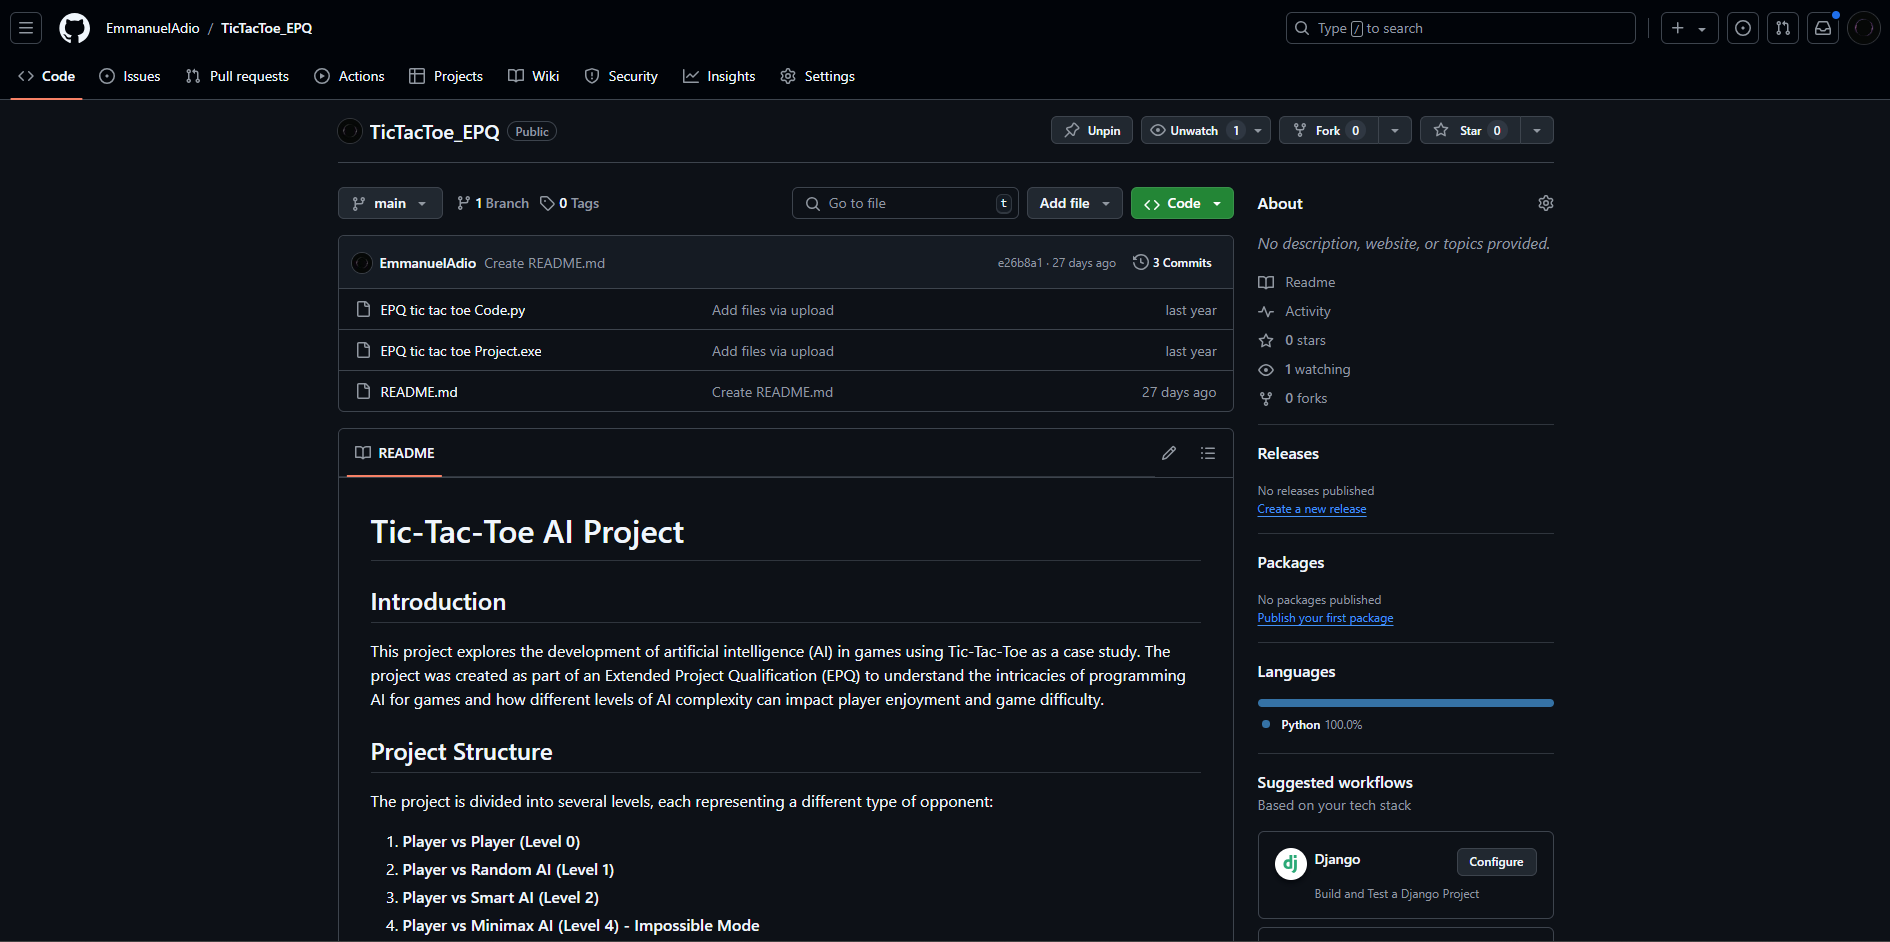 EmmanuelAdio / TicTacToe_EPQ
Type / to search
Code Issues Pull requests Actions Projects Wiki Security Insights Settings
TicTacToe_EPQ Public
Unpin Unwatch 1 Fork 0 Star 0
main 1 Branch 0 Tags
Go to file t Add file Code
EmmanuelAdio Create README.md e26b8a1 · 27 days ago 3 Commits
EPQ tic tac toe Code.py Add files via upload last year
EPQ tic tac toe Project.exe Add files via upload last year
README.md Create README.md 27 days ago
README
Tic-Tac-Toe AI Project
Introduction
This project explores the development of artificial intelligence (AI) in games using Tic-Tac-Toe as a case study. The
project was created as part of an Extended Project Qualification (EPQ) to understand the intricacies of programming
AI for games and how different levels of AI complexity can impact player enjoyment and game difficulty.
Project Structure
The project is divided into several levels, each representing a different type of opponent:
1. Player vs Player (Level 0)
2. Player vs Random AI (Level 1)
3. Player vs Smart AI (Level 2)
4. Player vs Minimax AI (Level 4) - Impossible Mode
About
No description, website, or topics provided.
Readme
Activity
0 stars
1 watching
0 forks
Releases
No releases published
Create a new release
Packages
No packages published
Publish your first package
Languages
Python 100.0%
Suggested workflows
Based on your tech stack
dj Django Configure
Build and Test a Django Project